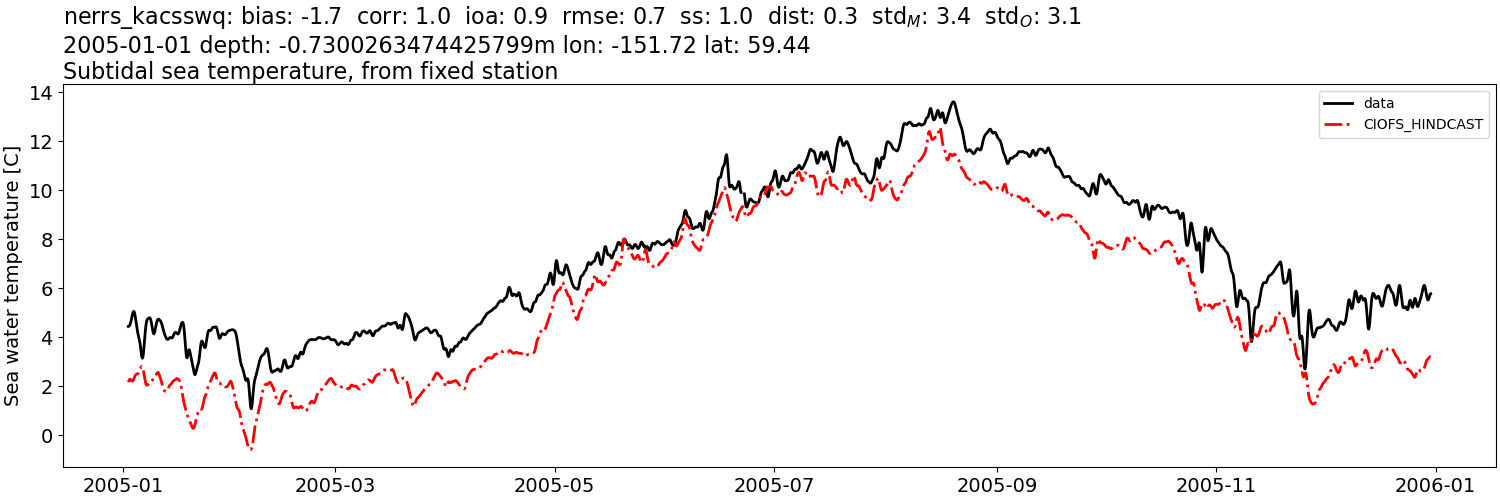 nerrs_kacsswq: bias: -1.7 corr: 1.0 ioa: 0.9 rmse: 0.7 ss: 1.0 dist: 0.3 std_M: 3.4 std_O: 3.1
2005-01-01 depth: -0.7300263474425799m lon: -151.72 lat: 59.44
Subtidal sea temperature, from fixed station
Sea water temperature [C]
14
12
10
8
6
4
2
0
data
CIOFS_HINDCAST
2005-01 2005-03 2005-05 2005-07 2005-09 2005-11 2006-01